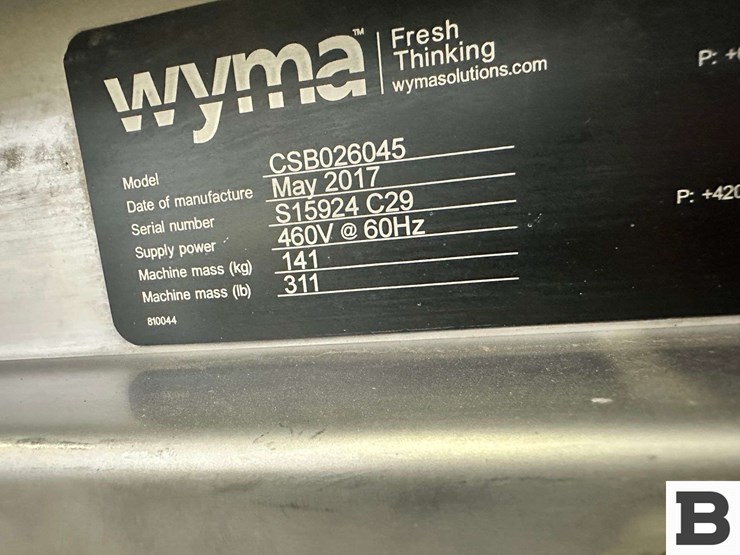 wyma™
Fresh
Thinking
wymasolutions.com
P: +
Model CSB026045
Date of manufacture May 2017
Serial number S15924 C29
Supply power 460V @ 60Hz
Machine mass (kg) 141
Machine mass (lb) 311
810044
P: +420
B